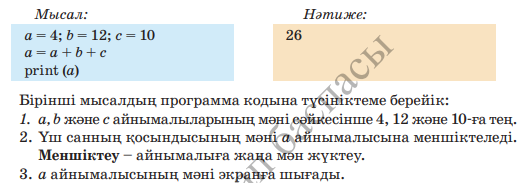 Мысал:
Нәтиже:
a = 4; b = 12; c = 10
a = a + b + c
print (a)
26
Бірінші мысалдың программа кодына түсініктеме берейік:
1. a, b және c айнымалыларының мәні сәйкесінше 4, 12 және 10-ға тең.
2. Үш санның қосындысының мәні a айнымалысына меншіктеледі.
Меншіктеу – айнымалыға жаңа мән жүктеу.
3. a айнымалысының мәні экранға шығады.
баспасы